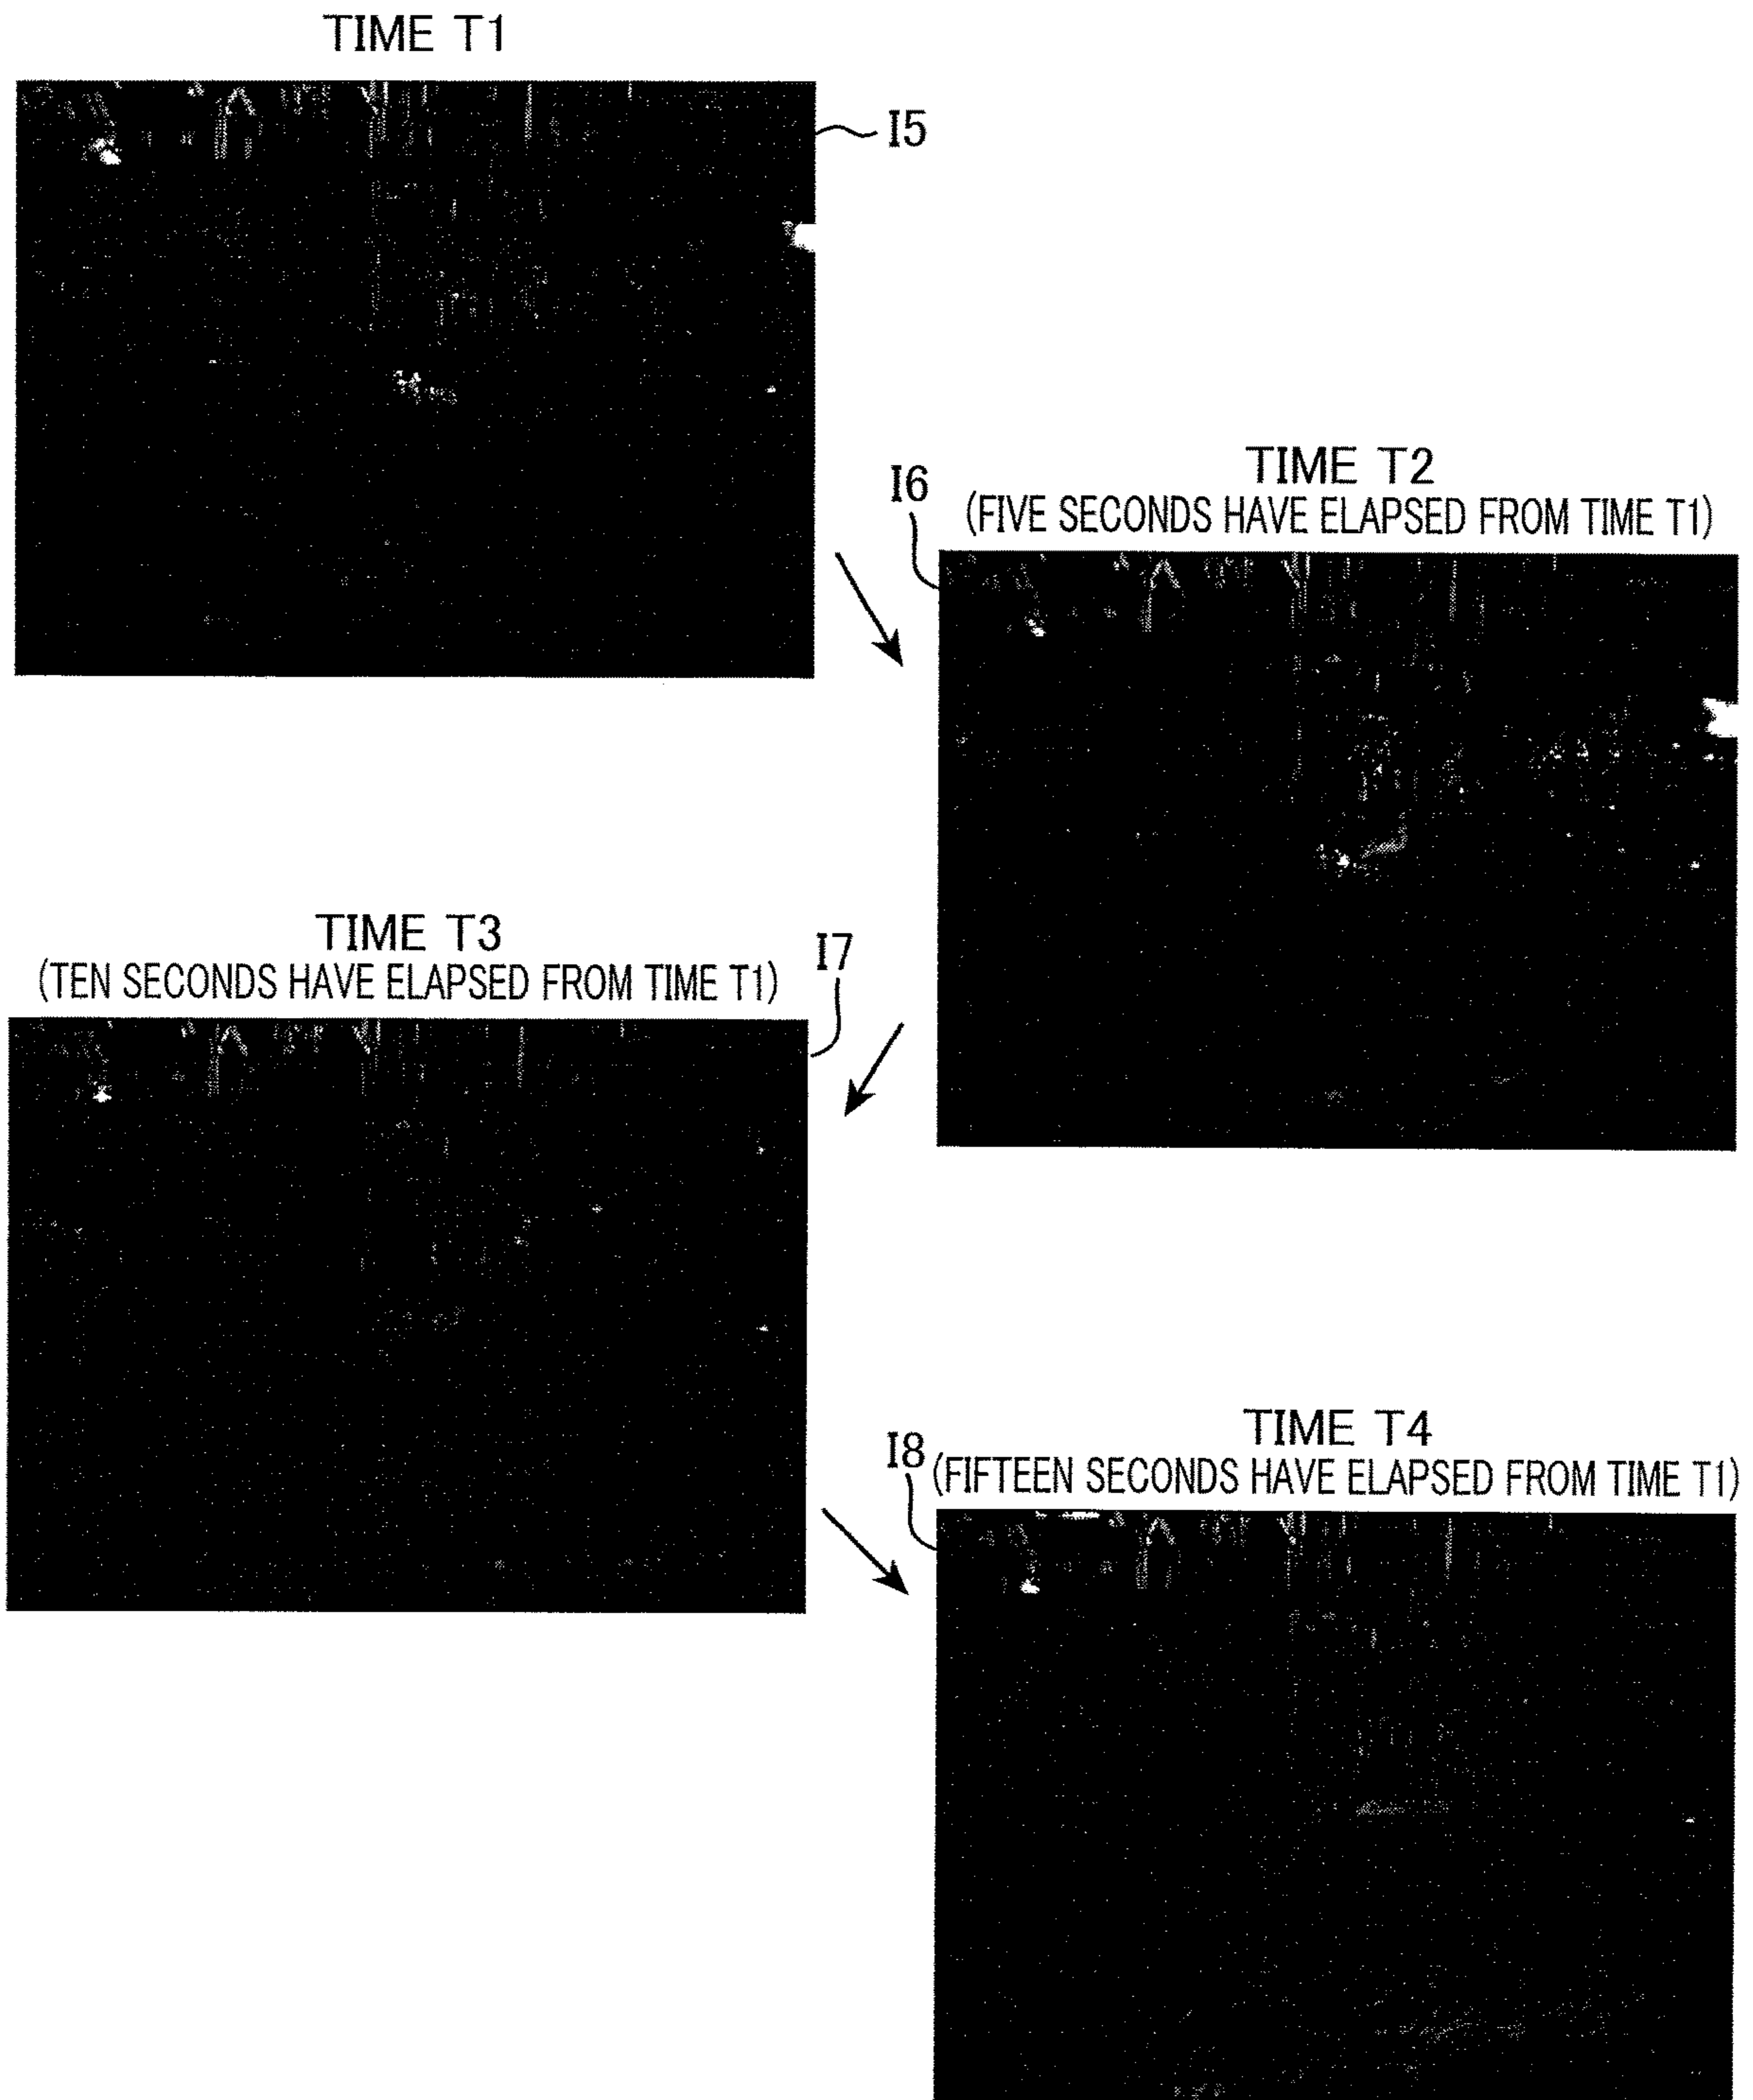 TIME T1
I5
I6
TIME T2
(FIVE SECONDS HAVE ELAPSED FROM TIME T1)
TIME T3
(TEN SECONDS HAVE ELAPSED FROM TIME T1)
I7
TIME T4
I8
(FIFTEEN SECONDS HAVE ELAPSED FROM TIME T1)